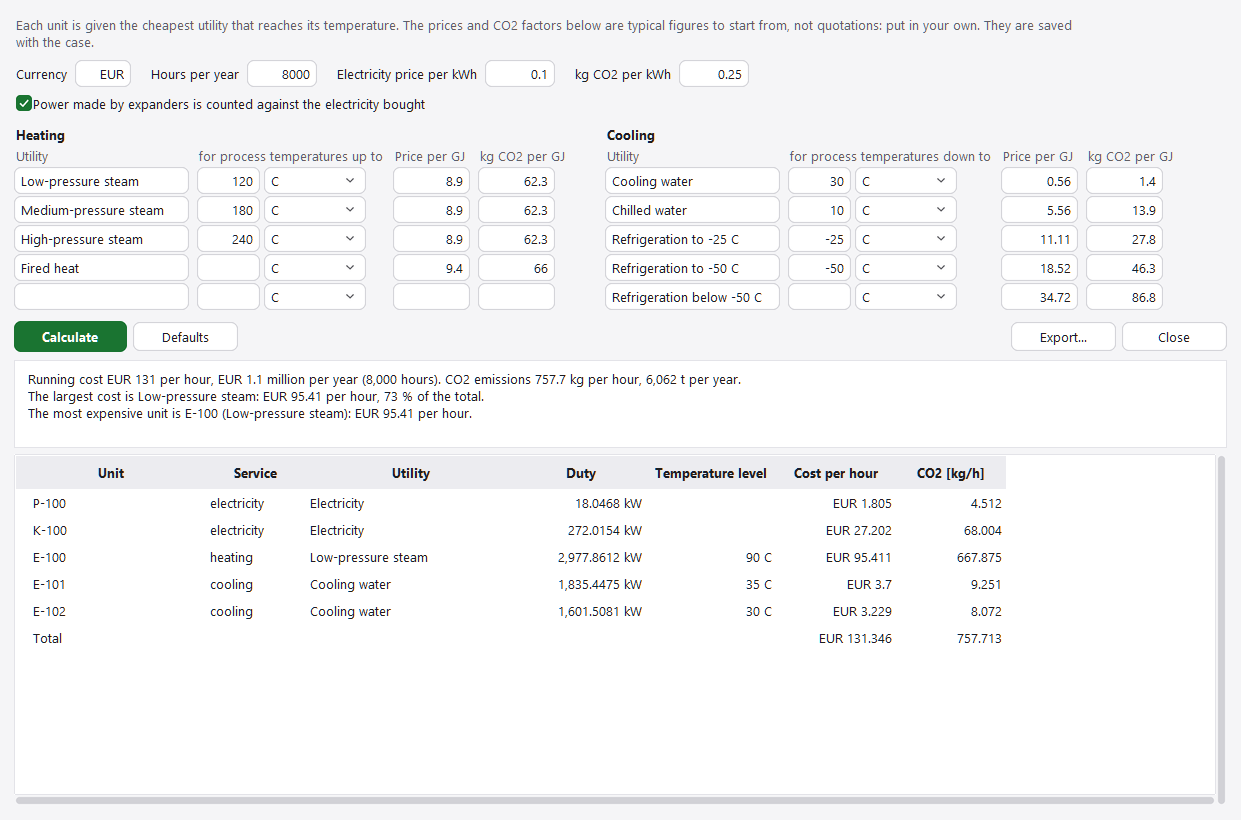 Each unit is given the cheapest utility that reaches its temperature. The prices and CO2 factors below are typical figures to start from, not quotations: put in your own. They are saved
with the case.
Currency EUR Hours per year 8000 Electricity price per kWh 0.1 kg CO2 per kWh 0.25
Power made by expanders is counted against the electricity bought
Heating Cooling
Utility for process temperatures up to Price per GJ kg CO2 per GJ Utility for process temperatures down to Price per GJ kg CO2 per GJ
Low-pressure steam 120 C 8.9 62.3 Cooling water 30 C 0.56 1.4
Medium-pressure steam 180 C 8.9 62.3 Chilled water 10 C 5.56 13.9
High-pressure steam 240 C 8.9 62.3 Refrigeration to -25 C -25 C 11.11 27.8
Fired heat C 9.4 66 Refrigeration to -50 C -50 C 18.52 46.3
C Refrigeration below -50 C C 34.72 86.8
Calculate Defaults Export... Close
Running cost EUR 131 per hour, EUR 1.1 million per year (8,000 hours). CO2 emissions 757.7 kg per hour, 6,062 t per year.
The largest cost is Low-pressure steam: EUR 95.41 per hour, 73 % of the total.
The most expensive unit is E-100 (Low-pressure steam): EUR 95.41 per hour.
Unit Service Utility Duty Temperature level Cost per hour CO2 [kg/h]
P-100 electricity Electricity 18.0468 kW EUR 1.805 4.512
K-100 electricity Electricity 272.0154 kW EUR 27.202 68.004
E-100 heating Low-pressure steam 2,977.8612 kW 90 C EUR 95.411 667.875
E-101 cooling Cooling water 1,835.4475 kW 35 C EUR 3.7 9.251
E-102 cooling Cooling water 1,601.5081 kW 30 C EUR 3.229 8.072
Total EUR 131.346 757.713